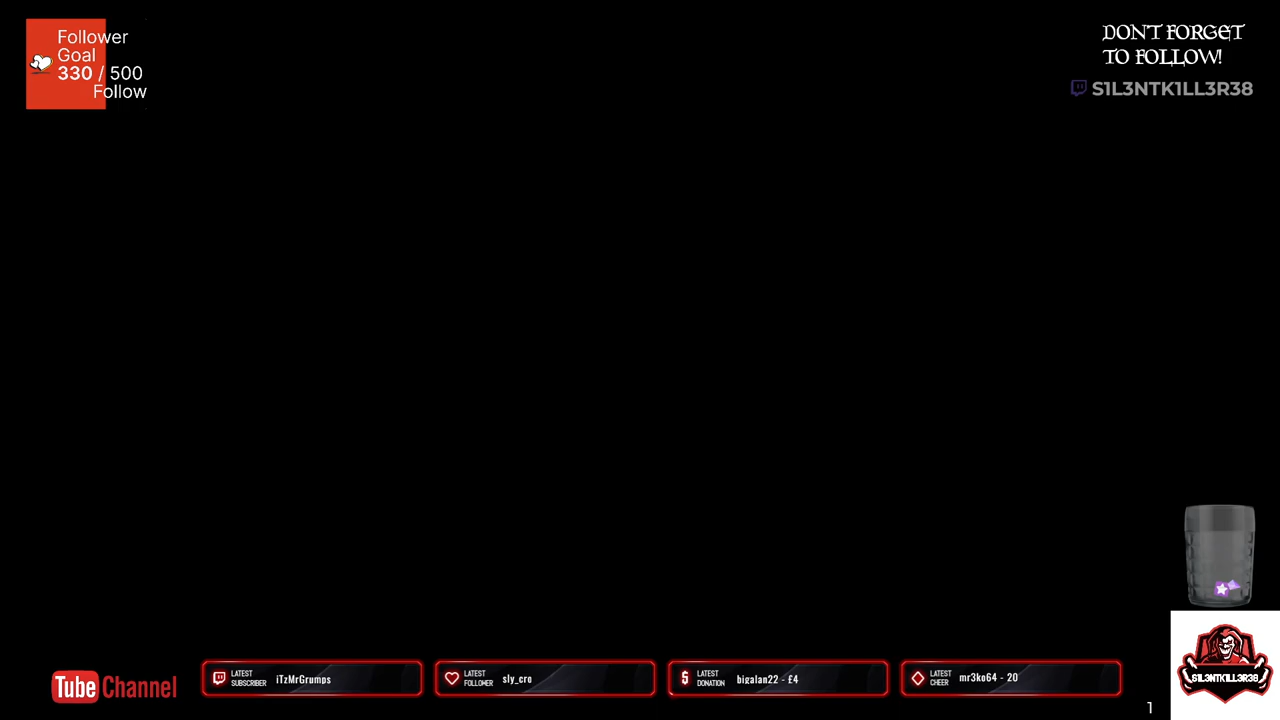 Follower
Goal
330 / 500
Follow
DON'T FORGET
TO FOLLOW!
S1L3NTK1LL3R38
Tube Channel
LATEST
SUBSCRIBER
iTzMrGrumps
LATEST
FOLLOWER
sly_cro
LATEST
DONATION
bigalan22 - £4
LATEST
CHEER
mr3ko64 - 20
1
S1L3NTK1LL3R38